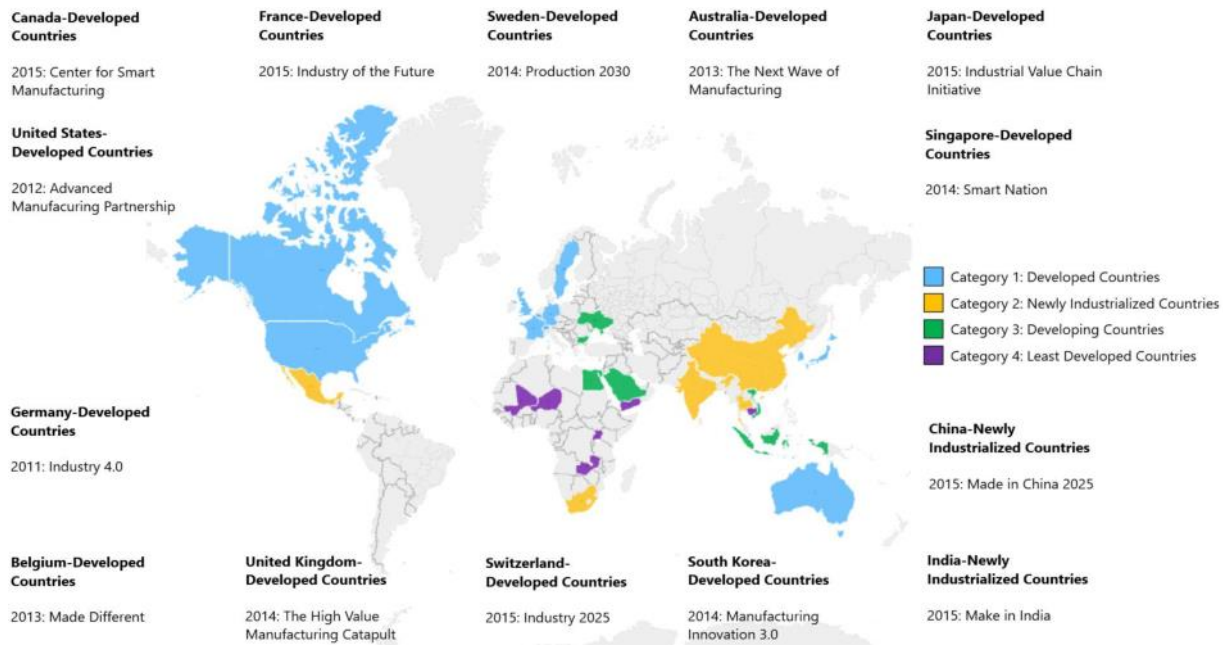 Canada-Developed
Countries
2015: Center for Smart
Manufacturing
France-Developed
Countries
2015: Industry of the Future
Sweden-Developed
Countries
2014: Production 2030
Australia-Developed
Countries
2013: The Next Wave of
Manufacturing
Japan-Developed
Countries
2015: Industrial Value Chain
Initiative
United States-
Developed Countries
2012: Advanced
Manufacuring Partnership
Singapore-Developed
Countries
2014: Smart Nation
Category 1: Developed Countries
Category 2: Newly Industrialized Countries
Category 3: Developing Countries
Category 4: Least Developed Countries
Germany-Developed
Countries
2011: Industry 4.0
China-Newly
Industrialized Countries
2015: Made in China 2025
Belgium-Developed
Countries
2013: Made Different
United Kingdom-
Developed Countries
2014: The High Value
Manufacturing Catapult
Switzerland-
Developed Countries
2015: Industry 2025
South Korea-
Developed Countries
2014: Manufacturing
Innovation 3.0
India-Newly
Industrialized Countries
2015: Make in India